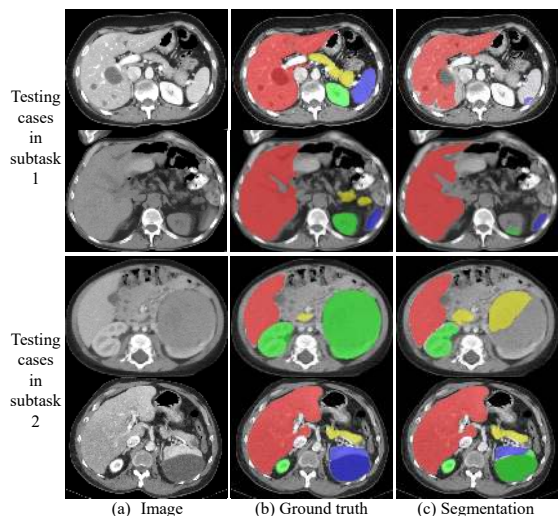 Testing
cases
in
subtask
1
Testing
cases
in
subtask
2
(a) Image
(b) Ground truth
(c) Segmentation